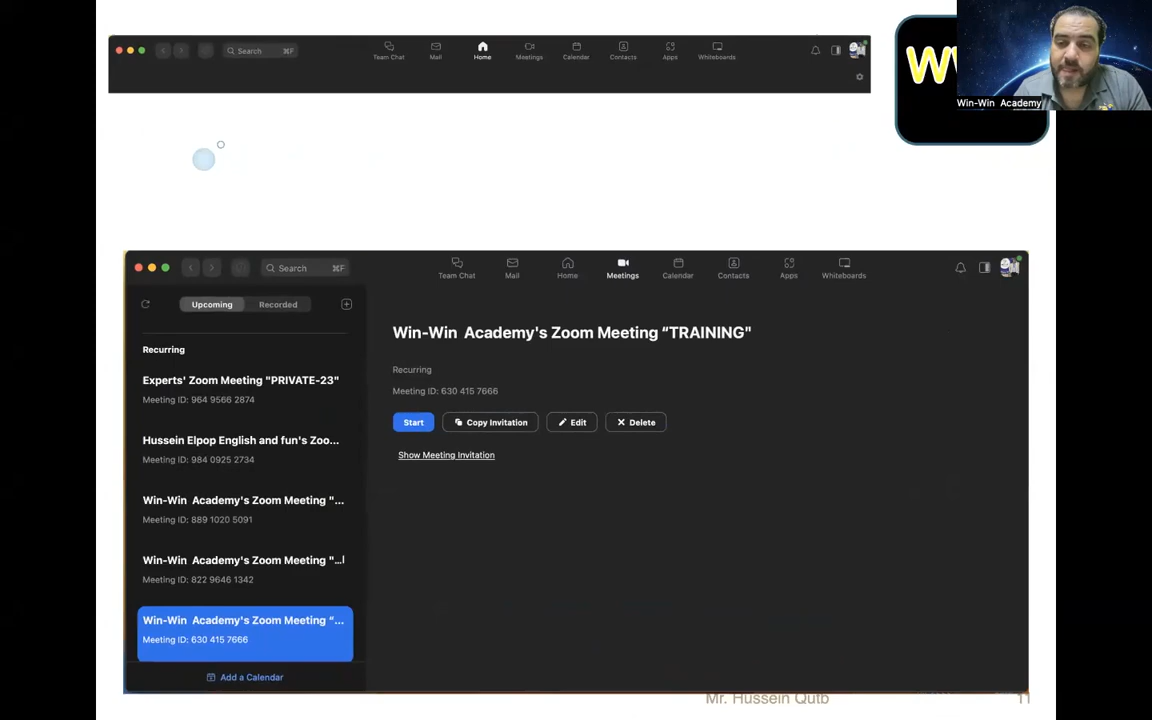 Search ⌘F
Team Chat Mail Home Meetings Calendar Contacts Apps Whiteboards
Win-Win Academy
Search ⌘F
Team Chat Mail Home Meetings Calendar Contacts Apps Whiteboards
Upcoming Recorded
Recurring
Experts' Zoom Meeting "PRIVATE-23"
Meeting ID: 964 9566 2874
Hussein Elpop English and fun's Zoo...
Meeting ID: 984 0925 2734
Win-Win Academy's Zoom Meeting "...
Meeting ID: 889 1020 5091
Win-Win Academy's Zoom Meeting "...l
Meeting ID: 822 9646 1342
Win-Win Academy's Zoom Meeting “...
Meeting ID: 630 415 7666
Add a Calendar
Win-Win Academy's Zoom Meeting “TRAINING"
Recurring
Meeting ID: 630 415 7666
Start Copy Invitation Edit Delete
Show Meeting Invitation
Mr. Hussein Qutb
11